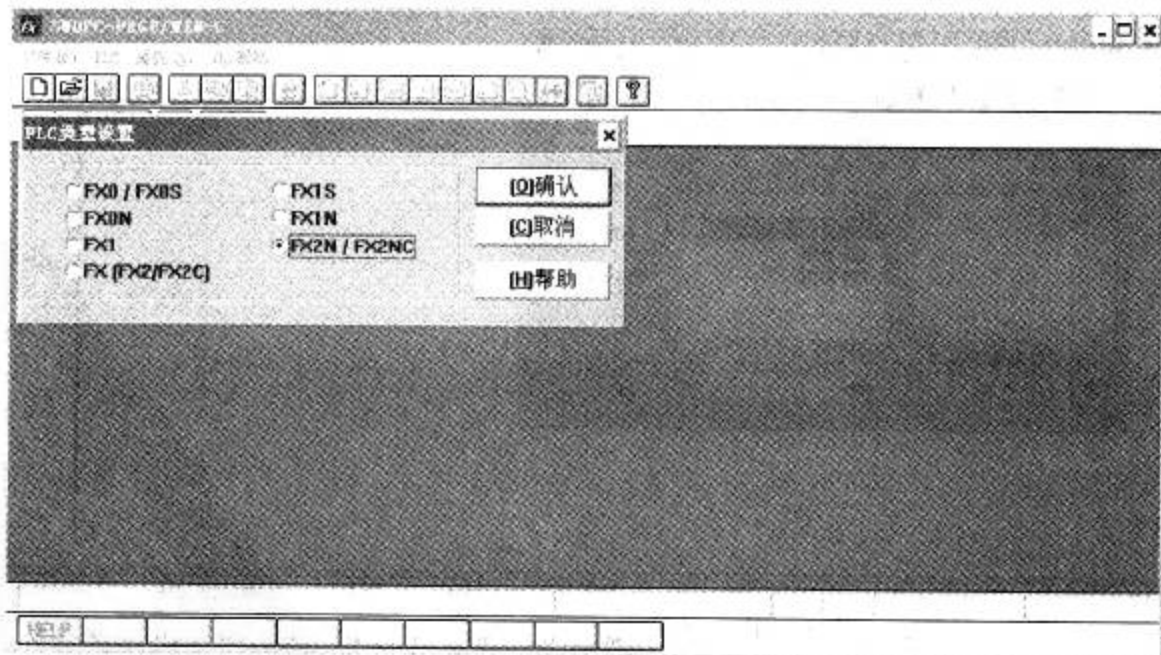 PLC类型设置
FX0 / FX0S
FX0N
FX1
FX (FX2/FX2C)
FX1S
FX1N
FX2N / FX2NC
[O]确认
[C]取消
[H]帮助
HELP